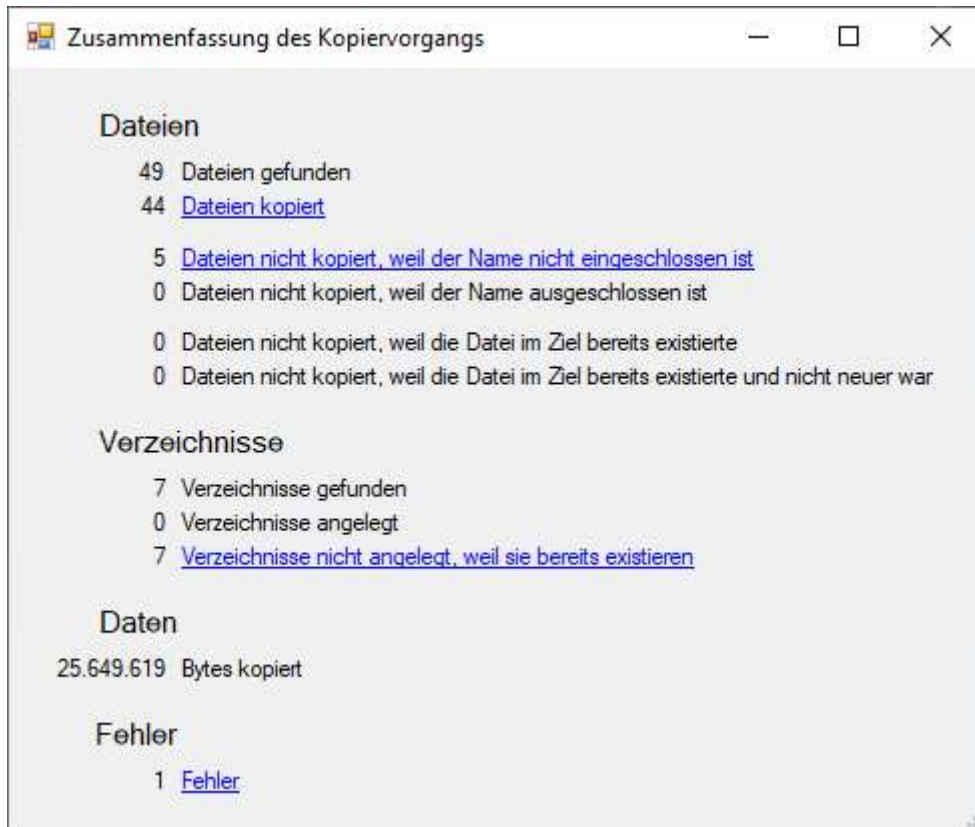 Zusammenfassung des Kopiervorgangs
Dateien
49 Dateien gefunden
44 Dateien kopiert
5 Dateien nicht kopiert, weil der Name nicht eingeschlossen ist
0 Dateien nicht kopiert, weil der Name ausgeschlossen ist
0 Dateien nicht kopiert, weil die Datei im Ziel bereits existierte
0 Dateien nicht kopiert, weil die Datei im Ziel bereits existierte und nicht neuer war
Verzeichnisse
7 Verzeichnisse gefunden
0 Verzeichnisse angelegt
7 Verzeichnisse nicht angelegt, weil sie bereits existieren
Daten
25.649.619 Bytes kopiert
Fehler
1 Fehler